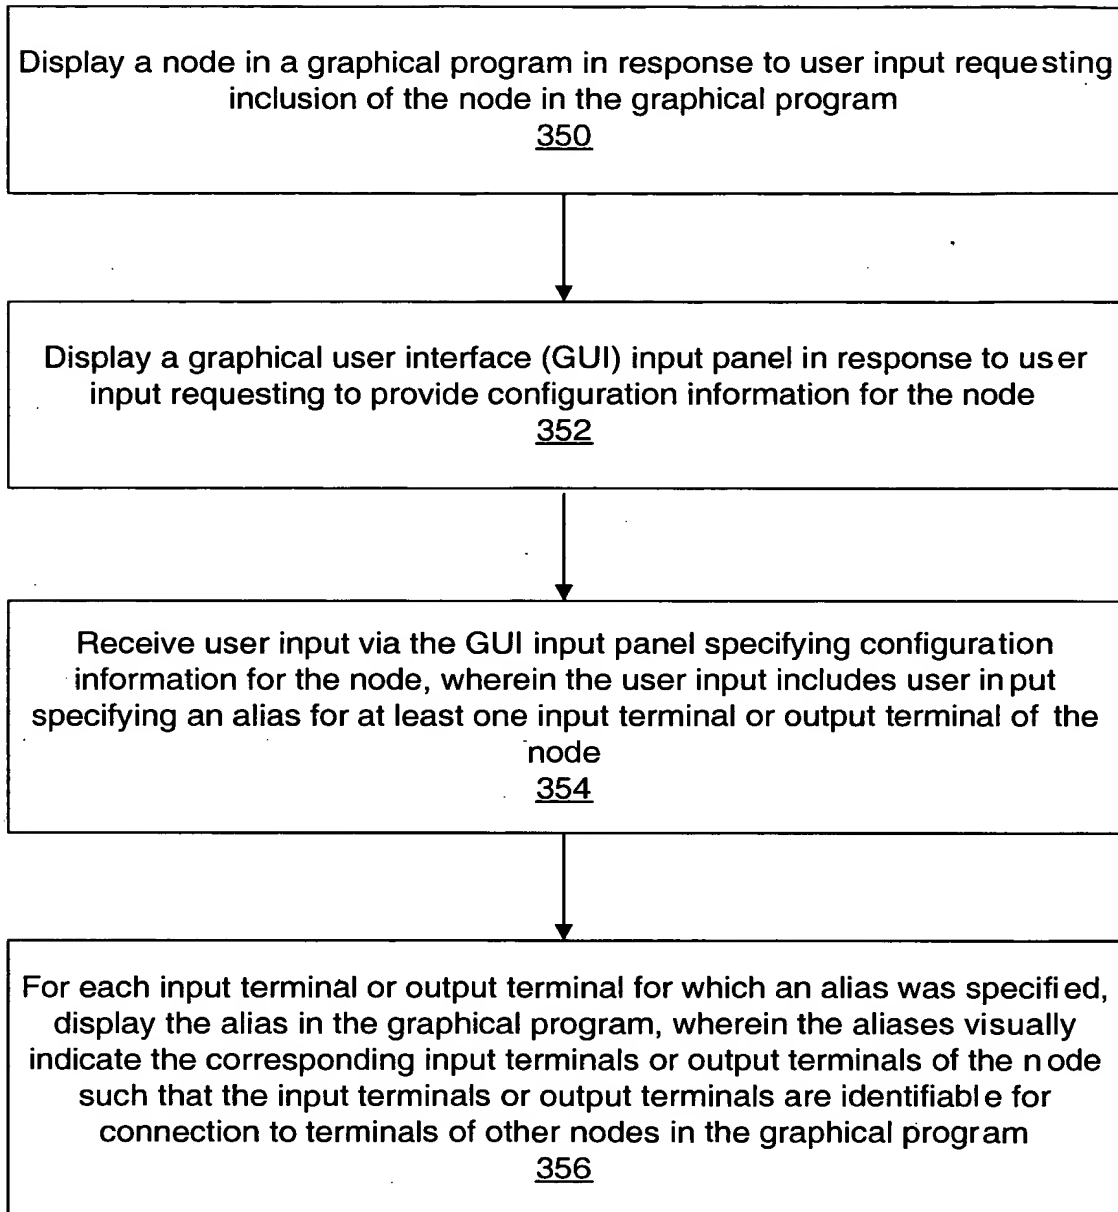 Display a node in a graphical program in response to user input requesting
inclusion of the node in the graphical program
350
Display a graphical user interface (GUI) input panel in response to user
input requesting to provide configuration information for the node
352
Receive user input via the GUI input panel specifying configuration
information for the node, wherein the user input includes user input
specifying an alias for at least one input terminal or output terminal of the
node
354
For each input terminal or output terminal for which an alias was specified,
display the alias in the graphical program, wherein the aliases visually
indicate the corresponding input terminals or output terminals of the node
such that the input terminals or output terminals are identifiable for
connection to terminals of other nodes in the graphical program
356